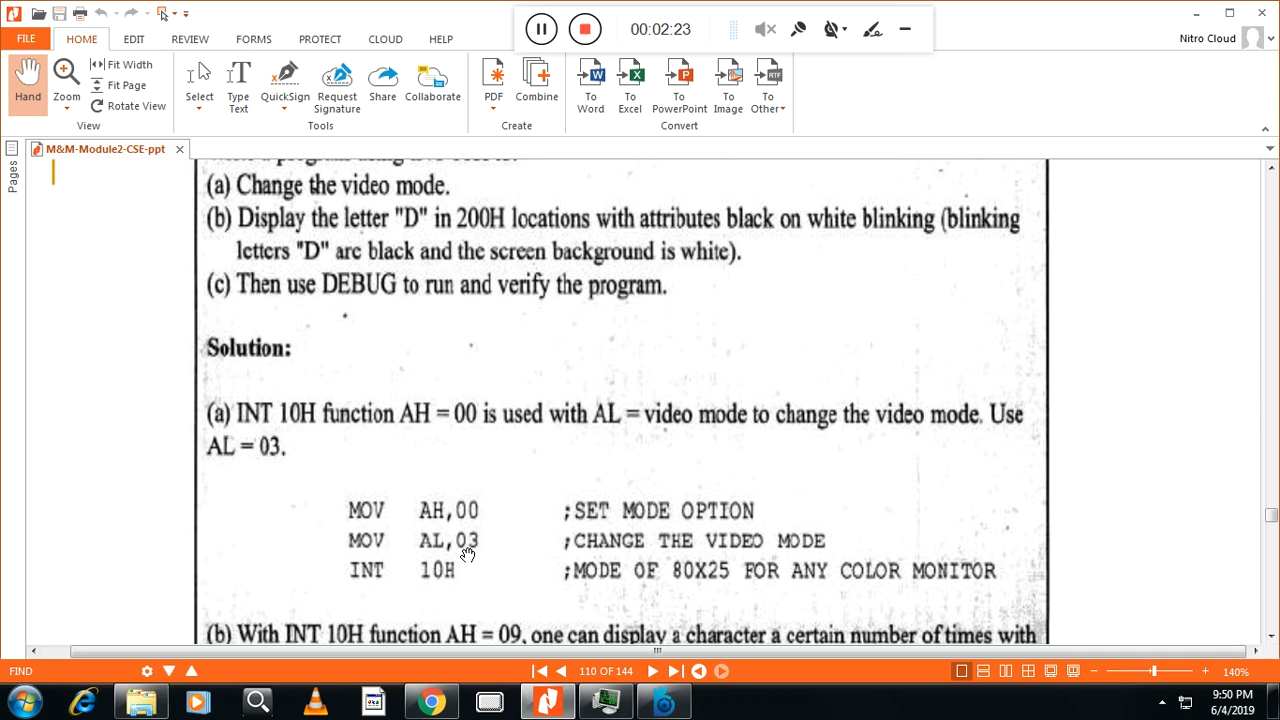 00:02:23
Nitro Cloud
FILE HOME EDIT REVIEW FORMS PROTECT CLOUD HELP
Hand
Zoom
Fit Width
Fit Page
Rotate View
Select
Type Text
QuickSign
Request Signature
Share
Collaborate
PDF
Combine
To Word
To Excel
To PowerPoint
To Image
To Other
View Tools Create Convert
M&M-Module2-CSE-ppt
Pages
(a) Change the video mode.
(b) Display the letter "D" in 200H locations with attributes black on white blinking (blinking
letters "D" are black and the screen background is white).
(c) Then use DEBUG to run and verify the program.
Solution:
(a) INT 10H function AH = 00 is used with AL = video mode to change the video mode. Use
AL = 03.
MOV AH,00 ;SET MODE OPTION
MOV AL,03 ;CHANGE THE VIDEO MODE
INT 10H ;MODE OF 80X25 FOR ANY COLOR MONITOR
(b) With INT 10H function AH = 09, one can display a character a certain number of times with
FIND
110 OF 144
140%
9:50 PM
6/4/2019